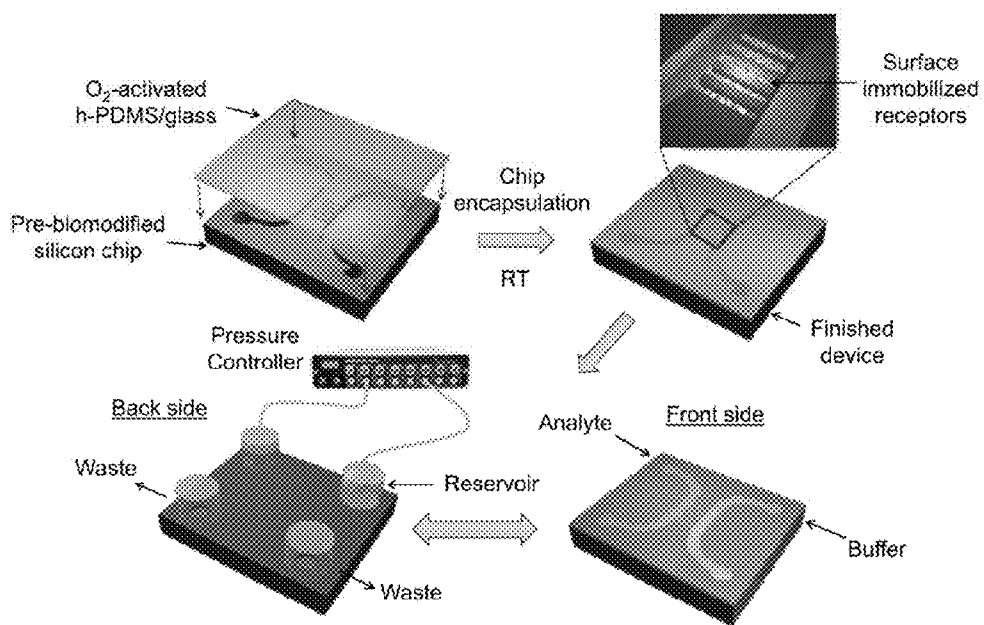 O2-activated
h-PDMS/glass
Surface
immobilized
receptors
Chip
encapsulation
Pre-biomodified
silicon chip
RT
Finished
device
Pressure
Controller
Back side
Analyte
Front side
Waste
Reservoir
Buffer
Waste